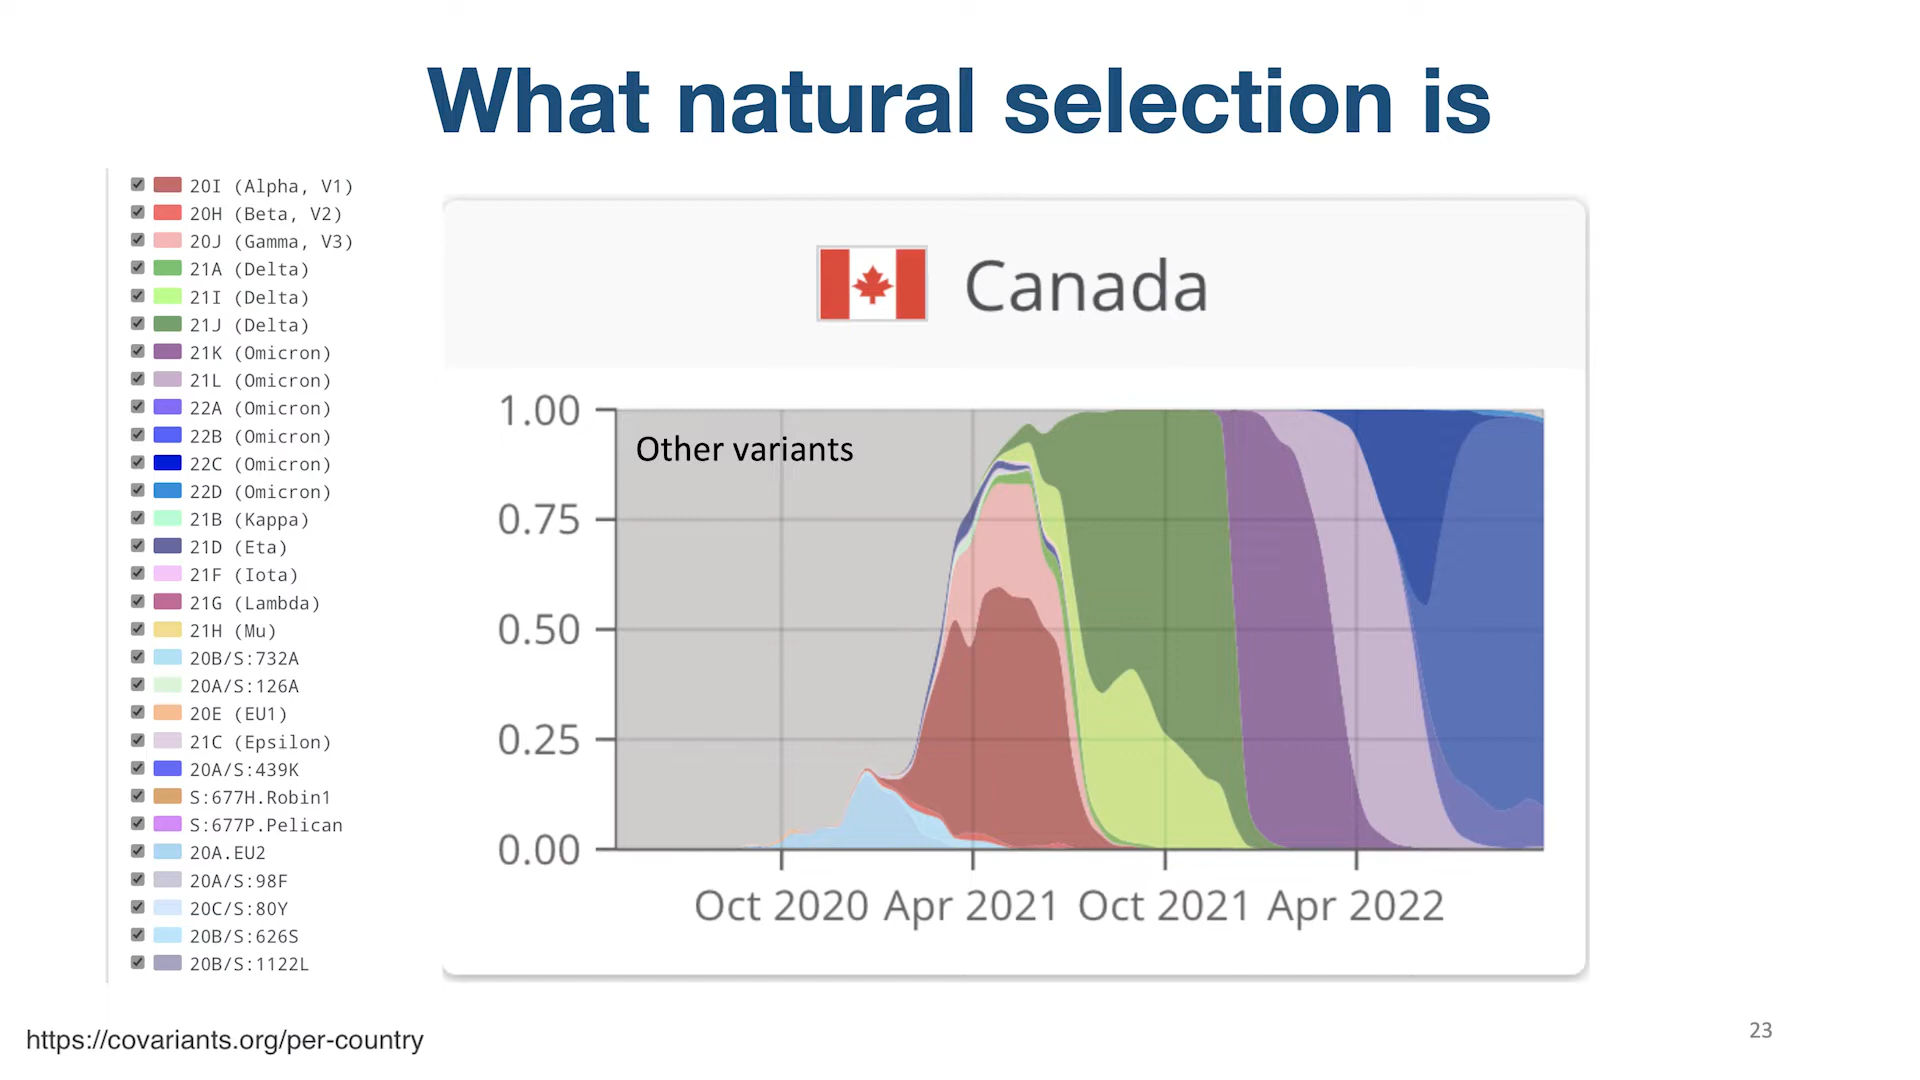 What natural selection is
20I (Alpha, V1)
20H (Beta, V2)
20J (Gamma, V3)
21A (Delta)
21I (Delta)
21J (Delta)
21K (Omicron)
21L (Omicron)
22A (Omicron)
22B (Omicron)
22C (Omicron)
22D (Omicron)
21B (Kappa)
21D (Eta)
21F (Iota)
21G (Lambda)
21H (Mu)
20B/S:732A
20A/S:126A
20E (EU1)
21C (Epsilon)
20A/S:439K
S:677H.Robin1
S:677P.Pelican
20A.EU2
20A/S:98F
20C/S:80Y
20B/S:626S
20B/S:1122L
Canada
1.00
Other variants
0.75
0.50
0.25
0.00
Oct 2020 Apr 2021 Oct 2021 Apr 2022
https://covariants.org/per-country
23